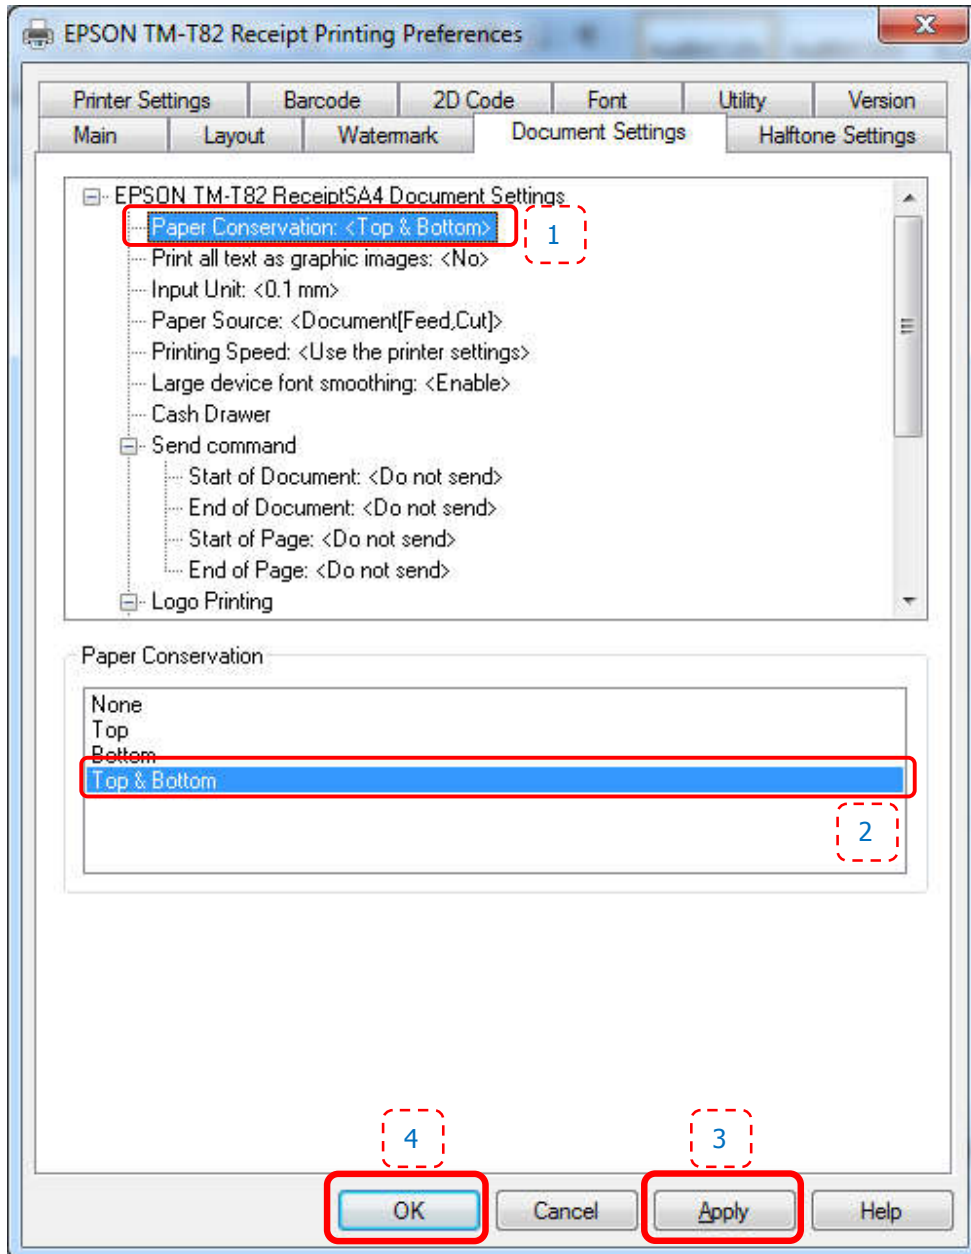 EPSON TM-T82 Receipt Printing Preferences
X
Printer Settings Barcode 2D Code Font Utility Version
Main Layout Watermark Document Settings Halftone Settings
EPSON TM-T82 ReceiptSA4 Document Settings
Paper Conservation: <Top & Bottom>
1
Print all text as graphic images: <No>
Input Unit: <0.1 mm>
Paper Source: <Document[Feed,Cut]>
Printing Speed: <Use the printer settings>
Large device font smoothing: <Enable>
Cash Drawer
Send command
Start of Document: <Do not send>
End of Document: <Do not send>
Start of Page: <Do not send>
End of Page: <Do not send>
Logo Printing
Paper Conservation
None
Top
Bottom
Top & Bottom
2
4 3
OK Cancel Apply Help